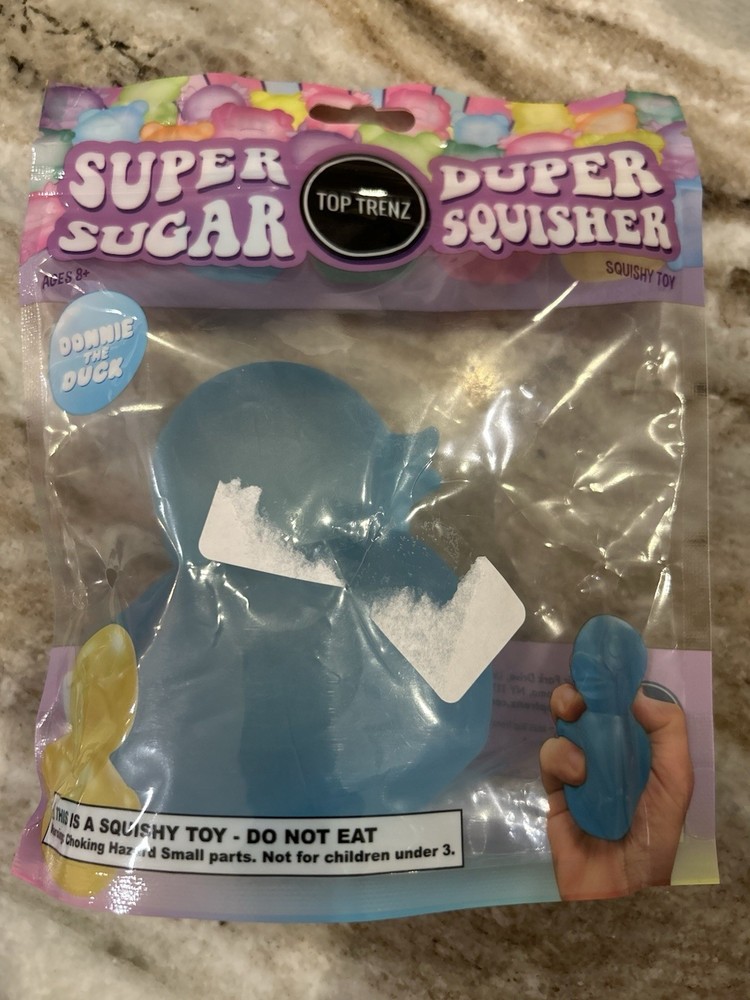 SUPER
SUGAR
TOP TRENZ
DUPER
SQUISHER
AGES 8+
SQUISHY TOY
DONNIE
THE
DUCK
THIS IS A SQUISHY TOY - DO NOT EAT
Warning Choking Hazard Small parts. Not for children under 3.